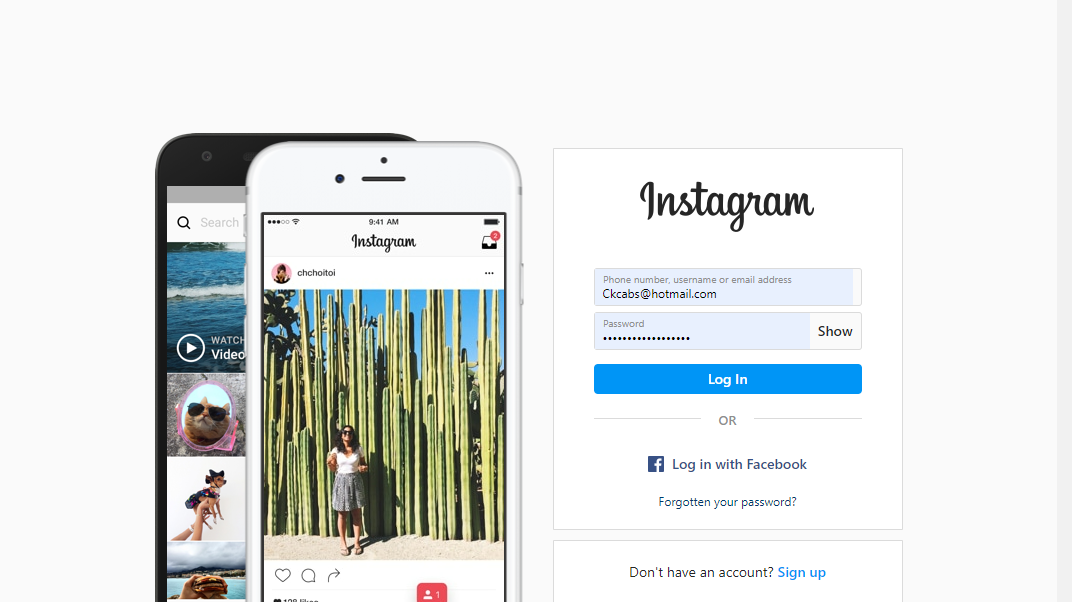 Search
WATCH
Video
9:41 AM
Instagram
2
chchoitoi
1
Instagram
Phone number, username or email address
Ckcabs@hotmail.com
Password
••••••••••••••••••
Show
Log In
OR
Log in with Facebook
Forgotten your password?
Don't have an account? Sign up